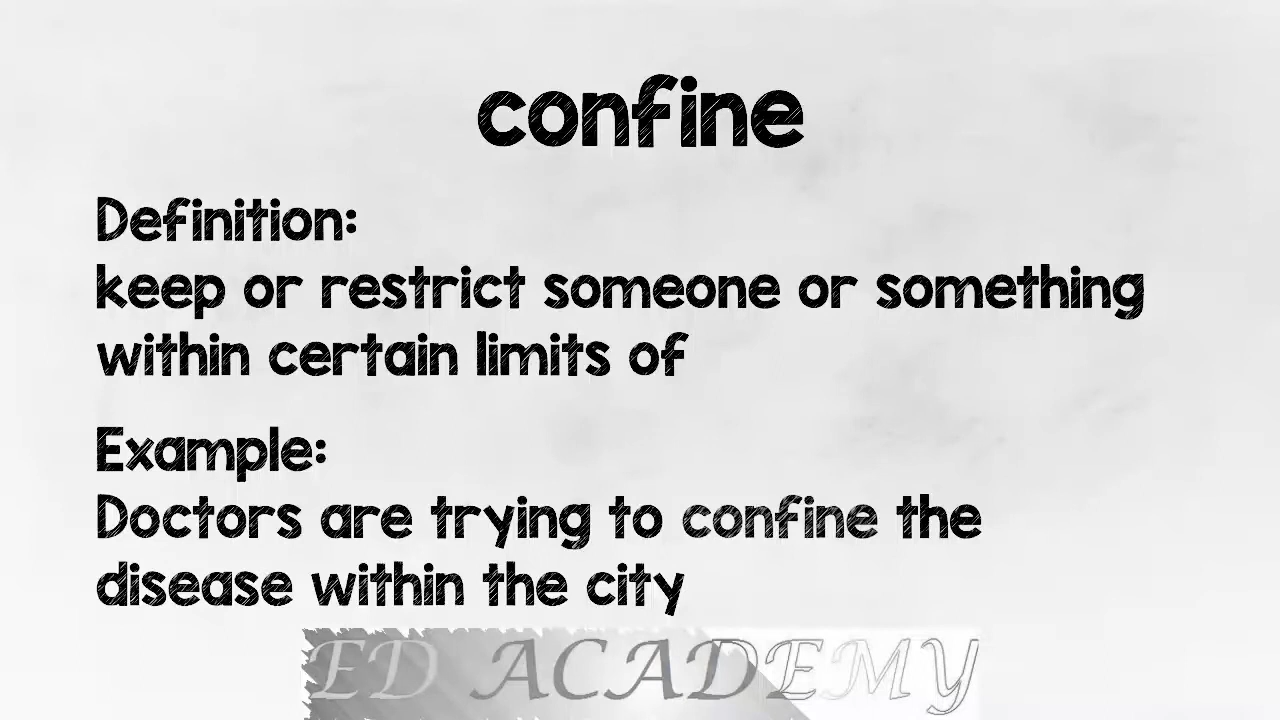 confine
Definition:
keep or restrict someone or something
within certain limits of
Example:
Doctors are trying to confine the
disease within the city
ED ACADEMY